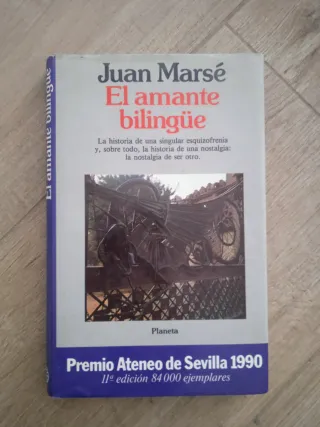 El amante bilingüe
Juan Marsé
El amante
bilingüe
La historia de una singular esquizofrenia
y, sobre todo, la historia de una nostalgia:
la nostalgia de ser otro.
Planeta
Premio Ateneo de Sevilla 1990
11ª edición 84 000 ejemplares